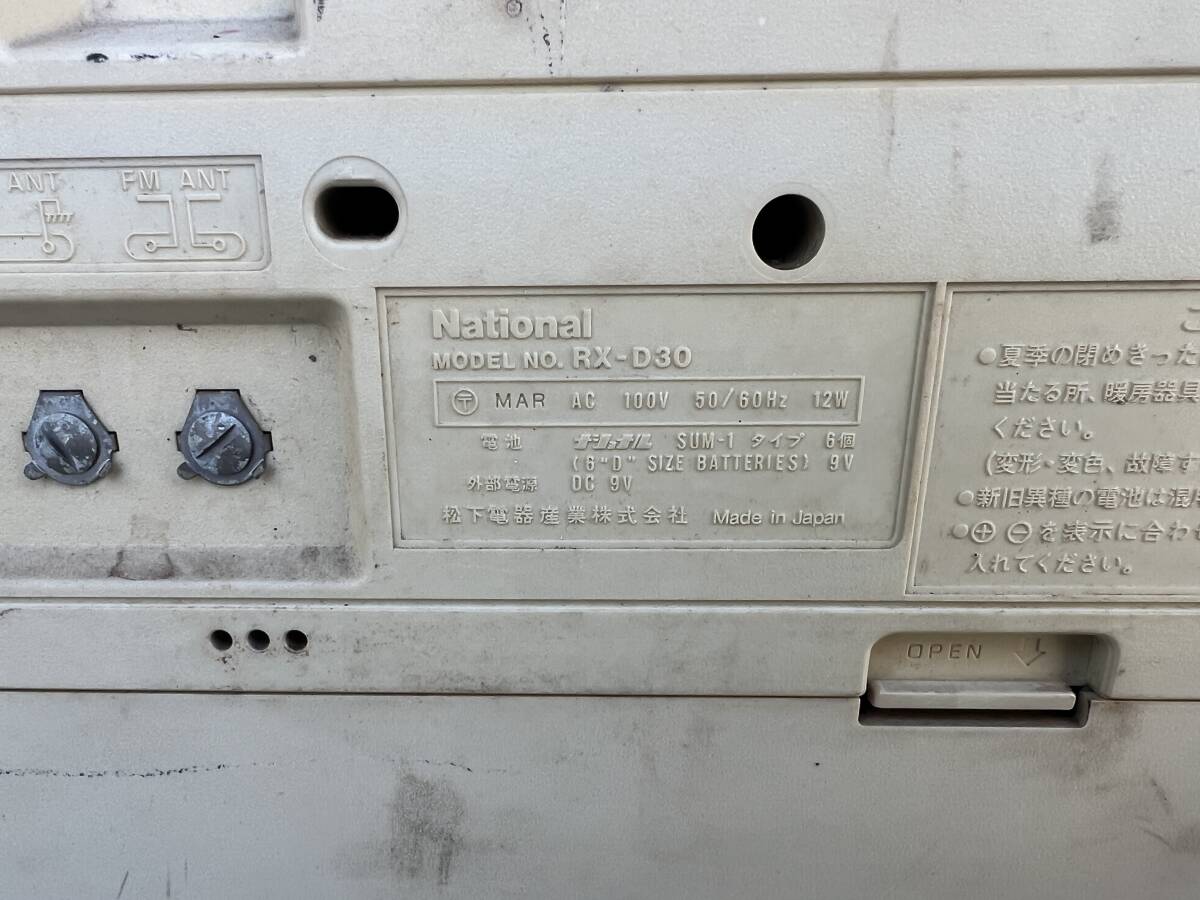 ANT
FM ANT
National
MODEL NO. RX-D30
〒 MAR AC 100V 50/60Hz 12W
電池 ナショナル SUM-1 タイプ 6個
(6"D" SIZE BATTERIES) 9V
外部電源 DC 9V
松下電器産業株式会社 Made in Japan
●夏季の閉めきった
当たる所、暖房器具
ください。
(変形・変色、故障す
●新旧異種の電池は混
●⊕⊖を表示に合わせ
入れてください。
OPEN